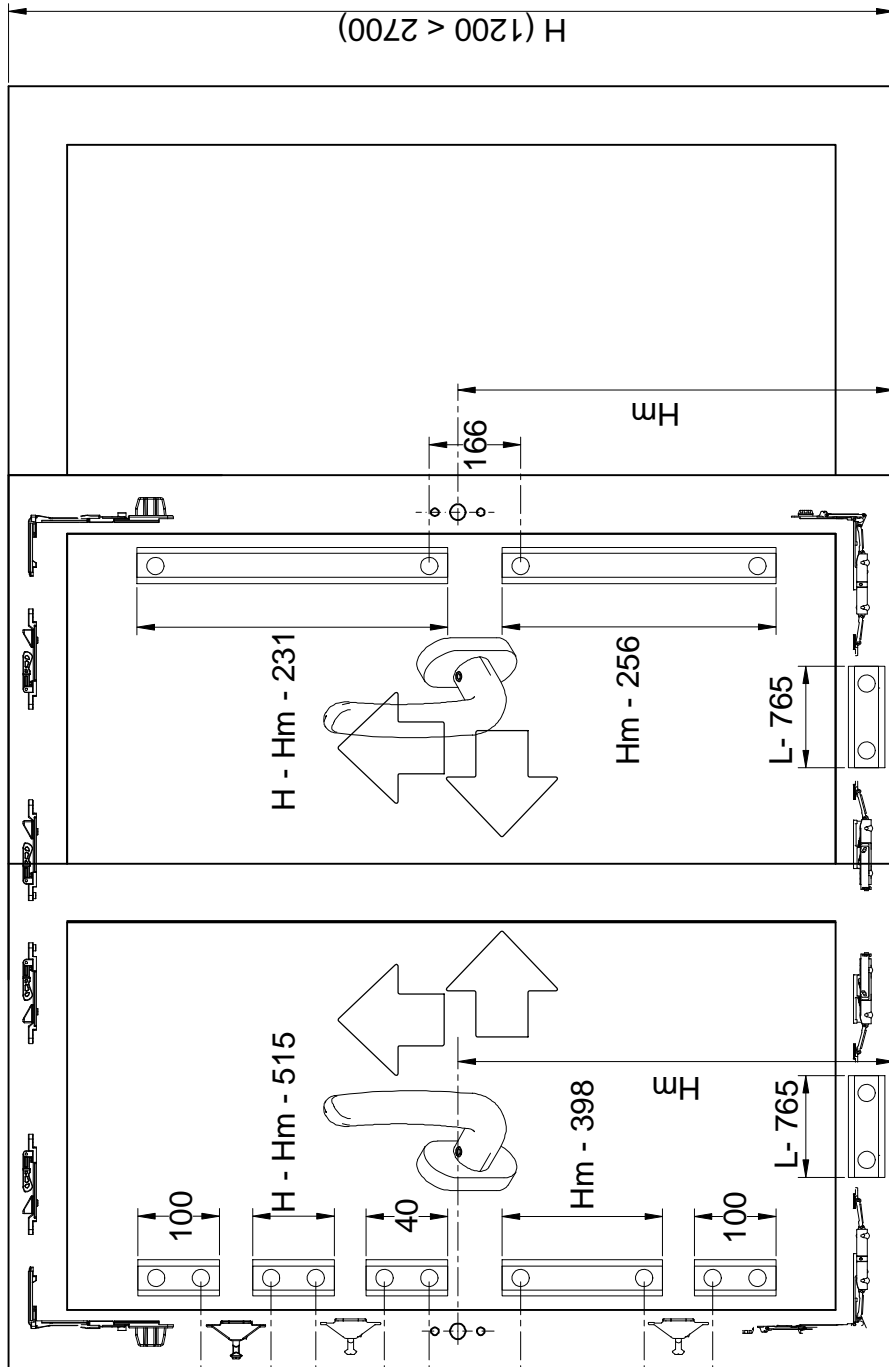 H (1200 < 2700)
Hm
166
H - Hm - 231
Hm - 256
L- 765
H - Hm - 515
Hm
Hm - 398
L- 765
100
40
100